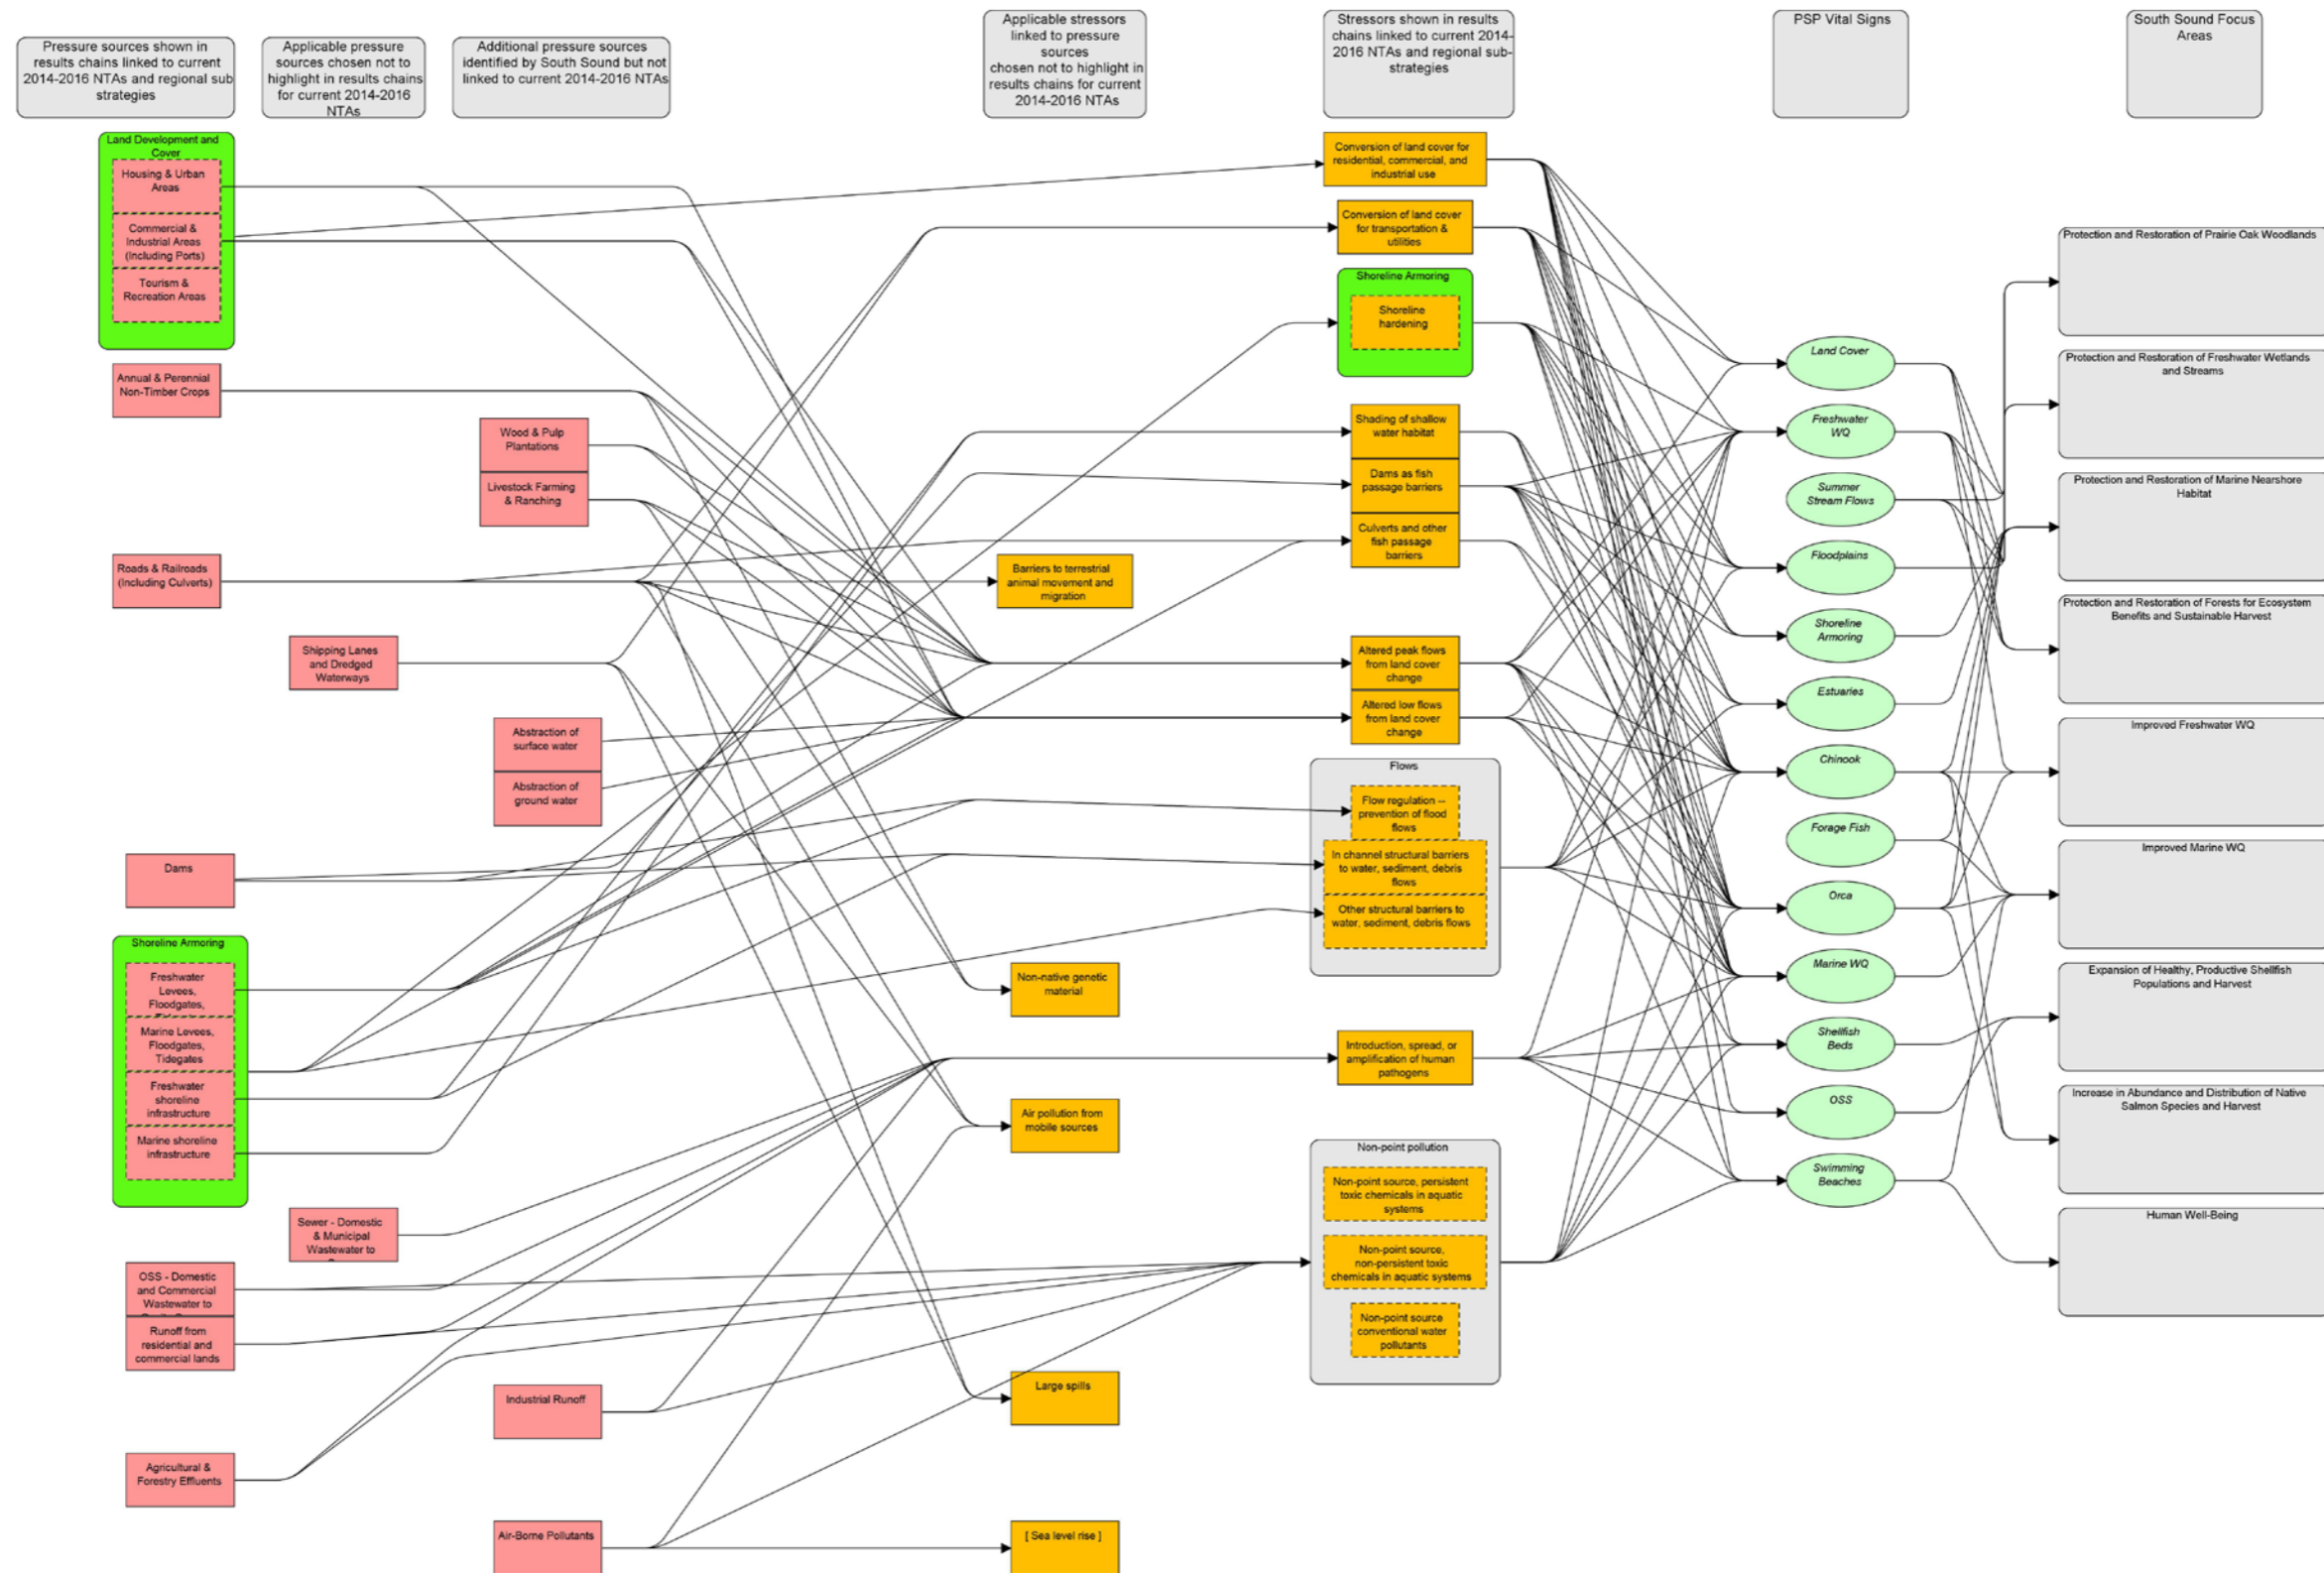 Pressure sources shown in
results chains linked to current
2014-2016 NTAs and regional sub
strategies
Applicable pressure
sources chosen not to
highlight in results chains
for current 2014-2016
NTAs
Additional pressure sources
identified by South Sound but not
linked to current 2014-2016 NTAs
Applicable stressors
linked to pressure
sources
chosen not to highlight in
results chains for current
2014-2016 NTAs
Stressors shown in results
chains linked to current 2014-
2016 NTAs and regional sub-
strategies
PSP Vital Signs
South Sound Focus
Areas
Land Development and
Cover
Housing & Urban
Areas
Commercial &
Industrial Areas
(Including Ports)
Tourism &
Recreation Areas
Annual & Perennial
Non-Timber Crops
Roads & Railroads
(Including Culverts)
Dams
Shoreline Armoring
Freshwater
Levees,
Floodgates,
Marine Levees,
Floodgates,
Tidegates
Freshwater
shoreline
infrastructure
Marine shoreline
infrastructure
OSS - Domestic
and Commercial
Wastewater to
Runoff from
residential and
commercial lands
Agricultural &
Forestry Effluents
Shipping Lanes
and Dredged
Waterways
Sewer - Domestic
& Municipal
Wastewater to
Wood & Pulp
Plantations
Livestock Farming
& Ranching
Abstraction of
surface water
Abstraction of
ground water
Industrial Runoff
Air-Borne Pollutants
Barriers to terrestrial
animal movement and
migration
Non-native genetic
material
Air pollution from
mobile sources
Large spills
[ Sea level rise ]
Conversion of land cover for
residential, commercial, and
industrial use
Conversion of land cover
for transportation &
utilities
Shoreline Armoring
Shoreline
hardening
Shading of shallow
water habitat
Dams as fish
passage barriers
Culverts and other
fish passage
barriers
Altered peak flows
from land cover
change
Altered low flows
from land cover
change
Flows
Flow regulation --
prevention of flood
flows
In channel structural barriers
to water, sediment, debris
flows
Other structural barriers to
water, sediment, debris flows
Introduction, spread, or
amplification of human
pathogens
Non-point pollution
Non-point source, persistent
toxic chemicals in aquatic
systems
Non-point source,
non-persistent toxic
chemicals in aquatic systems
Non-point source
conventional water
pollutants
Land Cover
Freshwater
WQ
Summer
Stream Flows
Floodplains
Shoreline
Armoring
Estuaries
Chinook
Forage Fish
Orca
Marine WQ
Shellfish
Beds
OSS
Swimming
Beaches
Protection and Restoration of Prairie Oak Woodlands
Protection and Restoration of Freshwater Wetlands
and Streams
Protection and Restoration of Marine Nearshore
Habitat
Protection and Restoration of Forests for Ecosystem
Benefits and Sustainable Harvest
Improved Freshwater WQ
Improved Marine WQ
Expansion of Healthy, Productive Shellfish
Populations and Harvest
Increase in Abundance and Distribution of Native
Salmon Species and Harvest
Human Well-Being